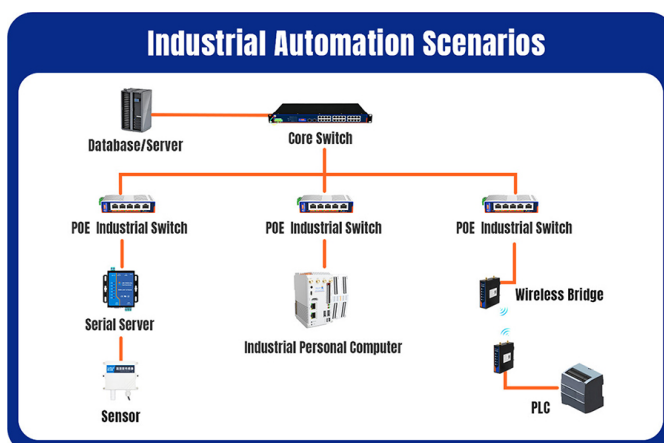 Industrial Automation Scenarios
Database/Server
Core Switch
POE Industrial Switch
POE Industrial Switch
POE Industrial Switch
Serial Server
Industrial Personal Computer
Wireless Bridge
Sensor
PLC